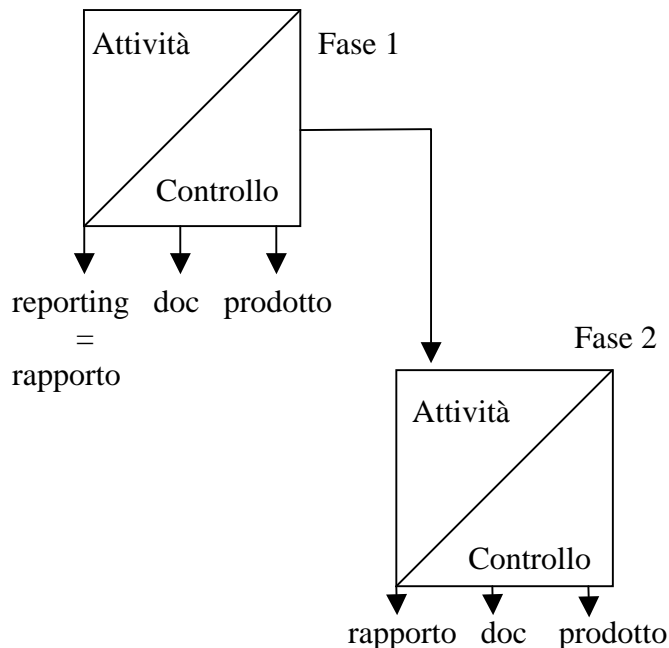 Attività
Fase 1
Controllo
reporting doc prodotto
=
rapporto
Fase 2
Attività
Controllo
rapporto doc prodotto